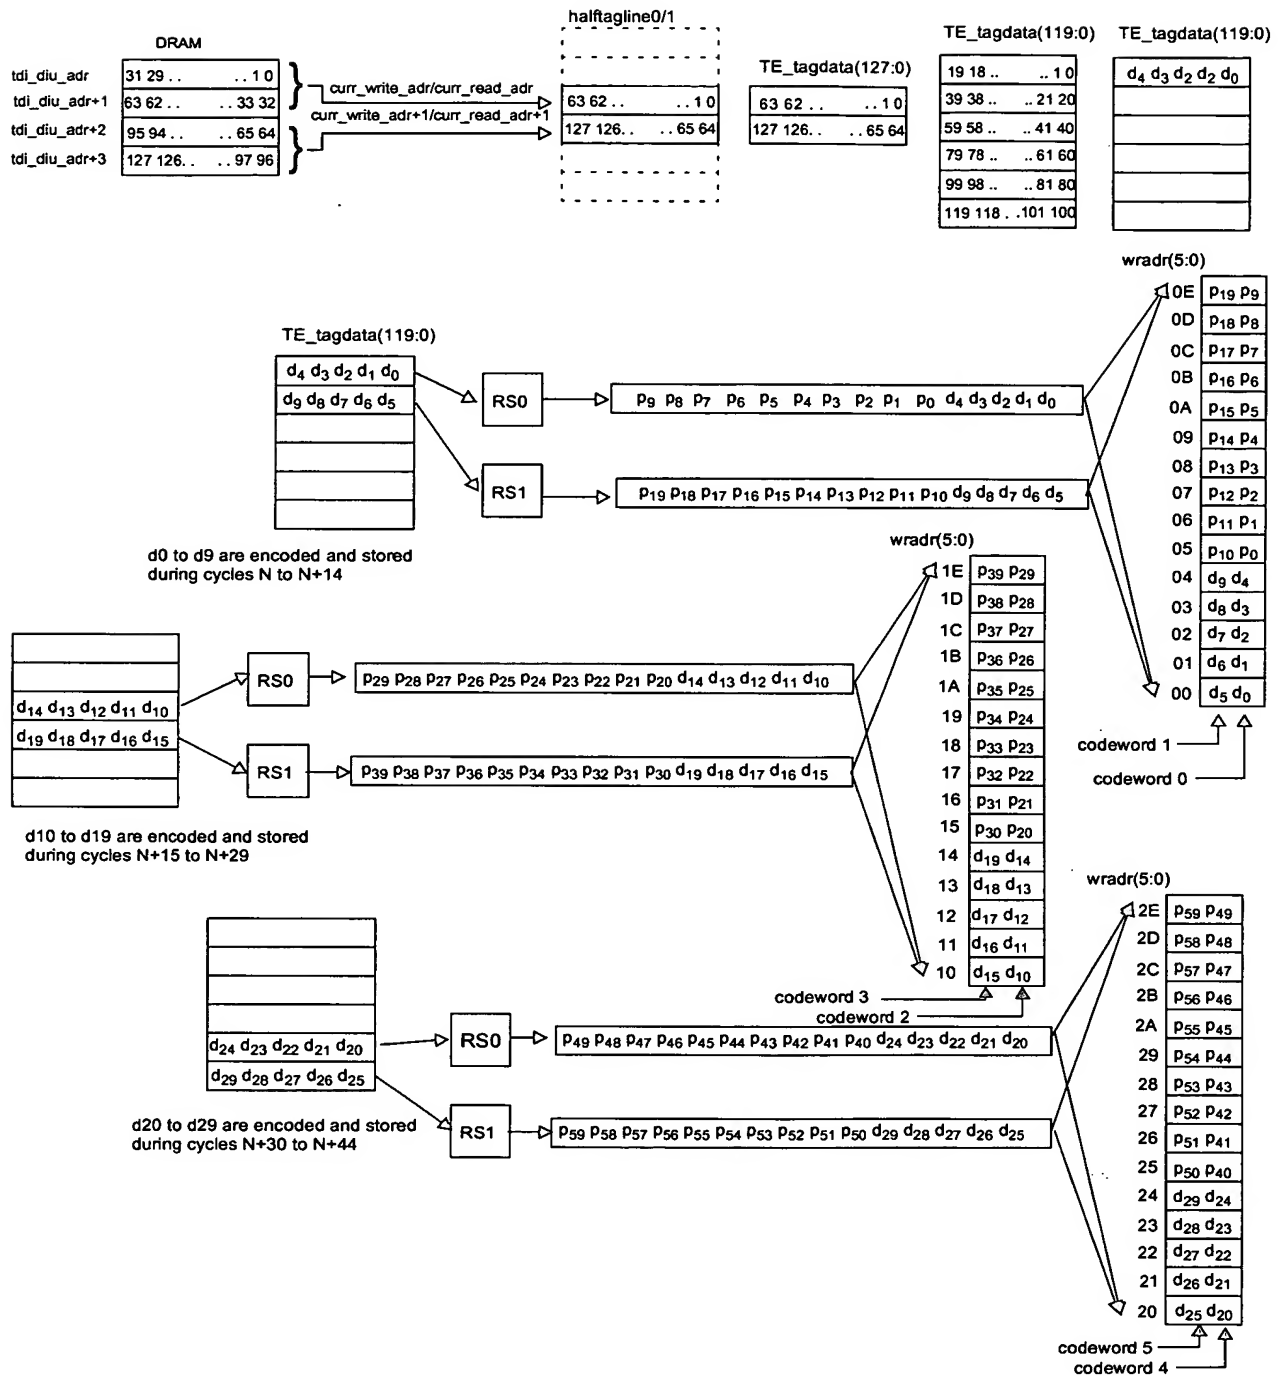 halftagline0/1
DRAM
tdi_diu_adr 31 29 . . . . 1 0
tdi_diu_adr+1 63 62 . . . . 33 32
tdi_diu_adr+2 95 94 . . . . 65 64
tdi_diu_adr+3 127 126. . . . 97 96
curr_write_adr/curr_read_adr
curr_write_adr+1/curr_read_adr+1
63 62 . . . . 1 0
127 126. . . . 65 64
TE_tagdata(127:0)
63 62 . . . . 1 0
127 126. . . . 65 64
TE_tagdata(119:0)
19 18 . . . . 1 0
39 38 . . . . 21 20
59 58 . . . . 41 40
79 78 . . . . 61 60
99 98 . . . . 81 80
119 118 . . .101 100
TE_tagdata(119:0)
d4 d3 d2 d2 d0
TE_tagdata(119:0)
d4 d3 d2 d1 d0
d9 d8 d7 d6 d5
RS0
p9 p8 p7 p6 p5 p4 p3 p2 p1 p0 d4 d3 d2 d1 d0
RS1
p19 p18 p17 p16 p15 p14 p13 p12 p11 p10 d9 d8 d7 d6 d5
d0 to d9 are encoded and stored
during cycles N to N+14
wradr(5:0)
0E p19 p9
0D p18 p8
0C p17 p7
0B p16 p6
0A p15 p5
09 p14 p4
08 p13 p3
07 p12 p2
06 p11 p1
05 p10 p0
04 d9 d4
03 d8 d3
02 d7 d2
01 d6 d1
00 d5 d0
codeword 1
codeword 0
d14 d13 d12 d11 d10
d19 d18 d17 d16 d15
RS0
p29 p28 p27 p26 p25 p24 p23 p22 p21 p20 d14 d13 d12 d11 d10
RS1
p39 p38 p37 p36 p35 p34 p33 p32 p31 p30 d19 d18 d17 d16 d15
d10 to d19 are encoded and stored
during cycles N+15 to N+29
wradr(5:0)
1E p39 p29
1D p38 p28
1C p37 p27
1B p36 p26
1A p35 p25
19 p34 p24
18 p33 p23
17 p32 p22
16 p31 p21
15 p30 p20
14 d19 d14
13 d18 d13
12 d17 d12
11 d16 d11
10 d15 d10
codeword 3
codeword 2
d24 d23 d22 d21 d20
d29 d28 d27 d26 d25
RS0
p49 p48 p47 p46 p45 p44 p43 p42 p41 p40 d24 d23 d22 d21 d20
RS1
p59 p58 p57 p56 p55 p54 p53 p52 p51 p50 d29 d28 d27 d26 d25
d20 to d29 are encoded and stored
during cycles N+30 to N+44
wradr(5:0)
2E p59 p49
2D p58 p48
2C p57 p47
2B p56 p46
2A p55 p45
29 p54 p44
28 p53 p43
27 p52 p42
26 p51 p41
25 p50 p40
24 d29 d24
23 d28 d23
22 d27 d22
21 d26 d21
20 d25 d20
codeword 5
codeword 4